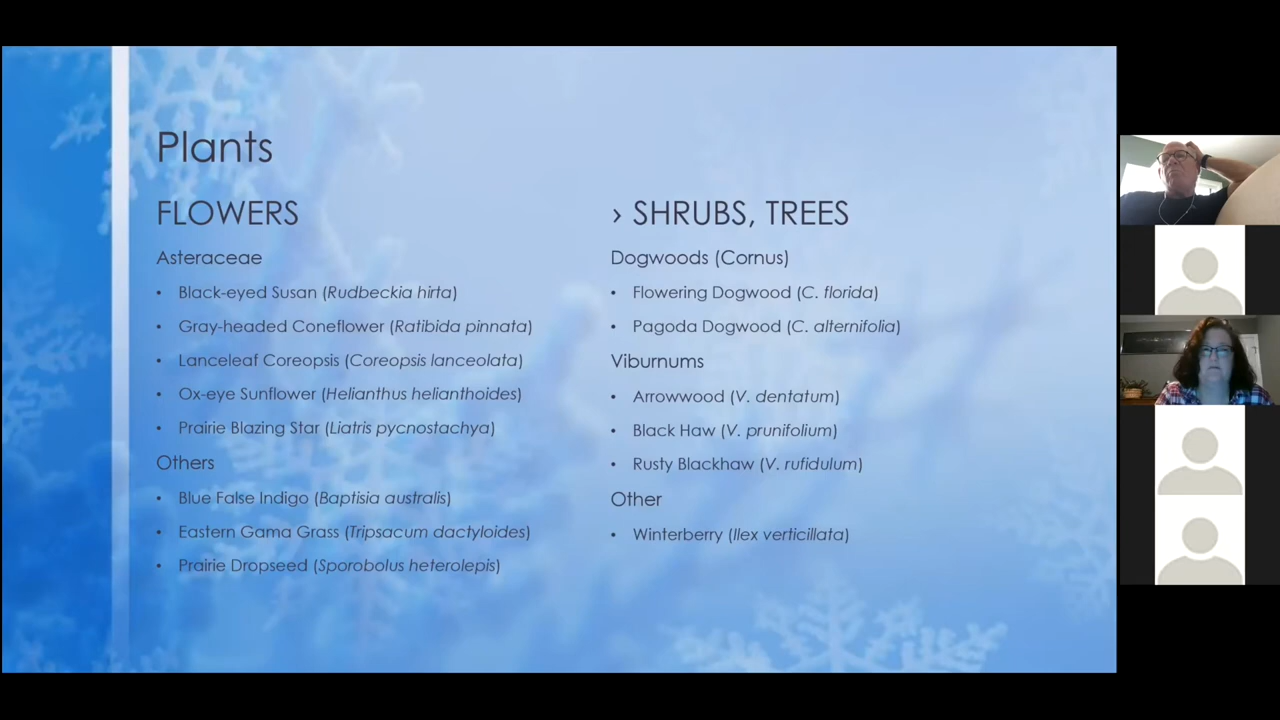 Plants
FLOWERS
Asteraceae
• Black-eyed Susan (Rudbeckia hirta)
• Gray-headed Coneflower (Ratibida pinnata)
• Lanceleaf Coreopsis (Coreopsis lanceolata)
• Ox-eye Sunflower (Helianthus helianthoides)
• Prairie Blazing Star (Liatris pycnostachya)
Others
• Blue False Indigo (Baptisia australis)
• Eastern Gama Grass (Tripsacum dactyloides)
• Prairie Dropseed (Sporobolus heterolepis)
› SHRUBS, TREES
Dogwoods (Cornus)
• Flowering Dogwood (C. florida)
• Pagoda Dogwood (C. alternifolia)
Viburnums
• Arrowwood (V. dentatum)
• Black Haw (V. prunifolium)
• Rusty Blackhaw (V. rufidulum)
Other
• Winterberry (Ilex verticillata)